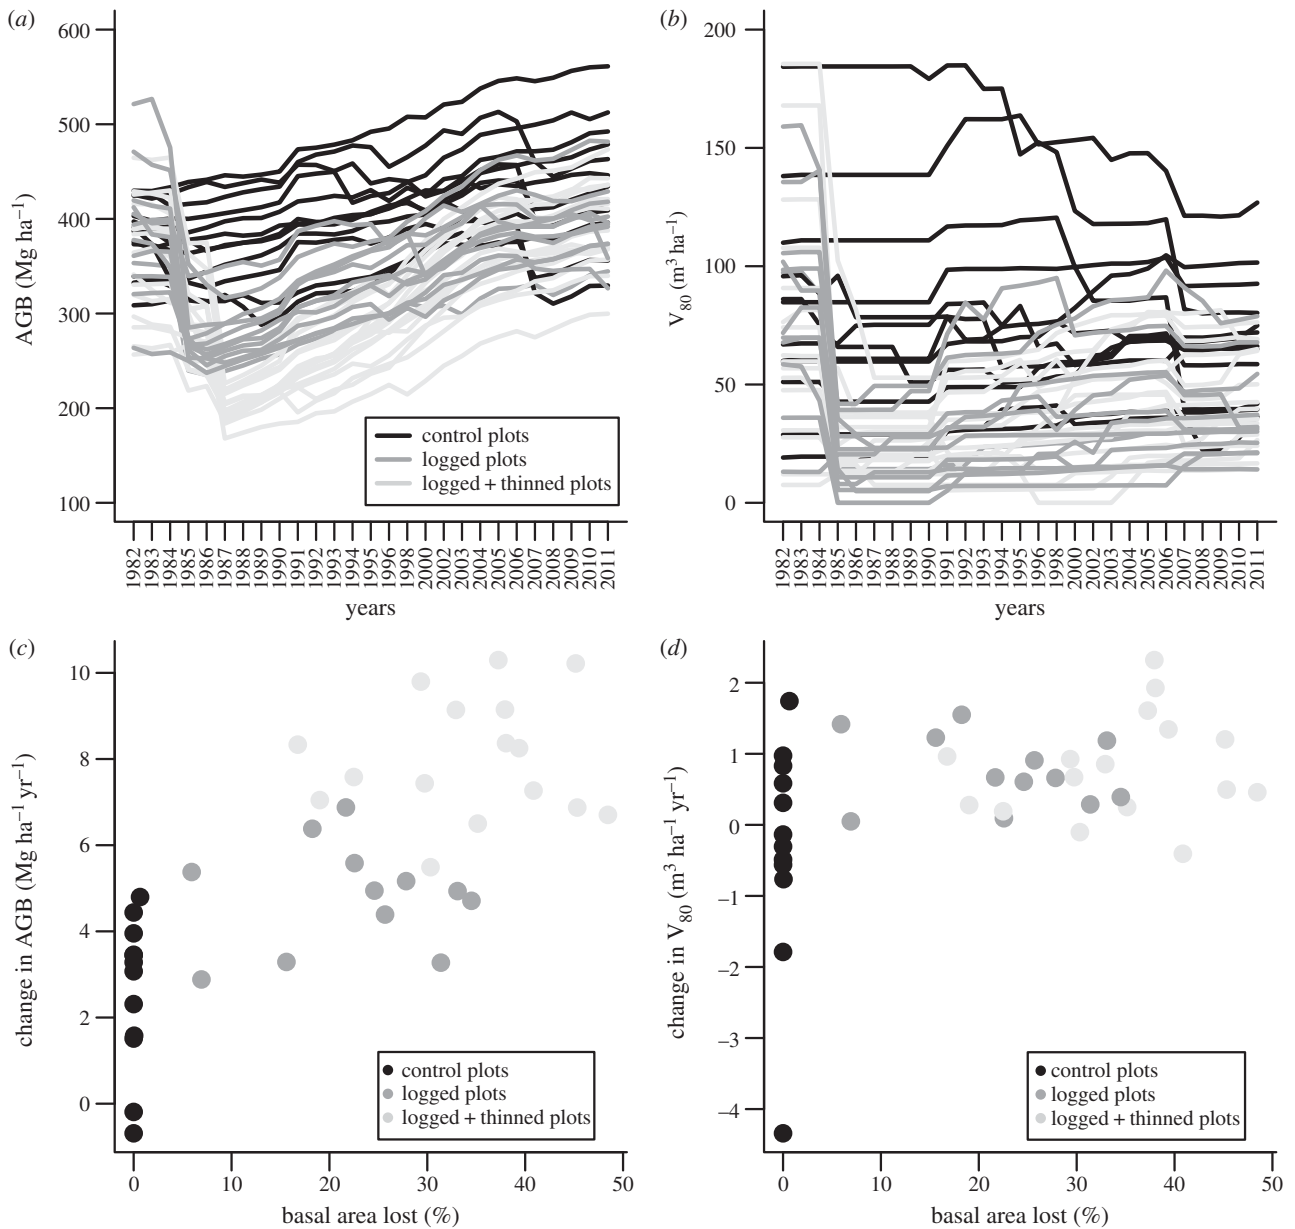 (a)
600
500
400
300
200
100
AGB (Mg ha⁻¹)
control plots
logged plots
logged + thinned plots
1982 1983 1984 1985 1986 1987 1988 1989 1990 1991 1992 1993 1994 1995 1996 1998 2000 2002 2003 2004 2005 2006 2007 2008 2009 2010 2011
years
(b)
200
150
100
50
0
V₈₀ (m³ ha⁻¹)
1982 1983 1984 1985 1986 1987 1988 1989 1990 1991 1992 1993 1994 1995 1996 1998 2000 2002 2003 2004 2005 2006 2007 2008 2009 2010 2011
years
(c)
10
8
6
4
2
0
change in AGB (Mg ha⁻¹ yr⁻¹)
control plots
logged plots
logged + thinned plots
0 10 20 30 40 50
basal area lost (%)
(d)
2
1
0
–1
–2
–3
–4
change in V₈₀ (m³ ha⁻¹ yr⁻¹)
control plots
logged plots
logged + thinned plots
0 10 20 30 40 50
basal area lost (%)